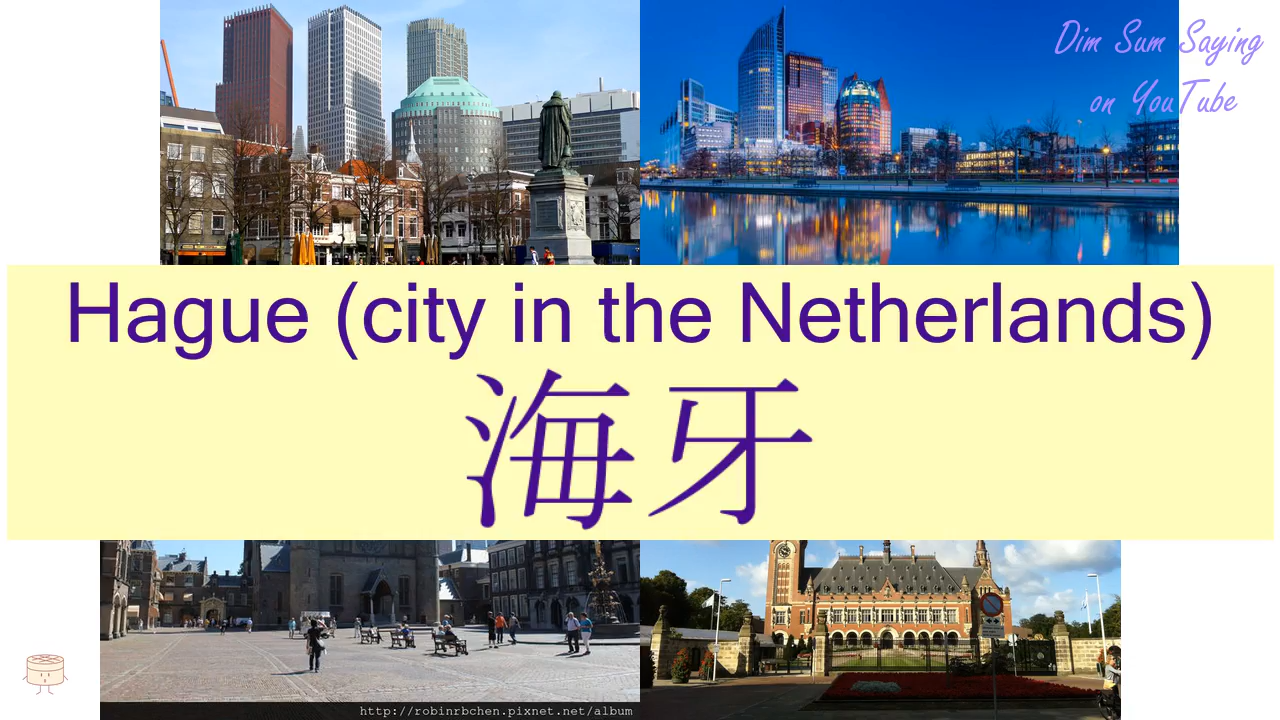 Dim Sum Saying
on YouTube
Hague (city in the Netherlands)
海牙
http://robinrbchen.pixnet.net/album